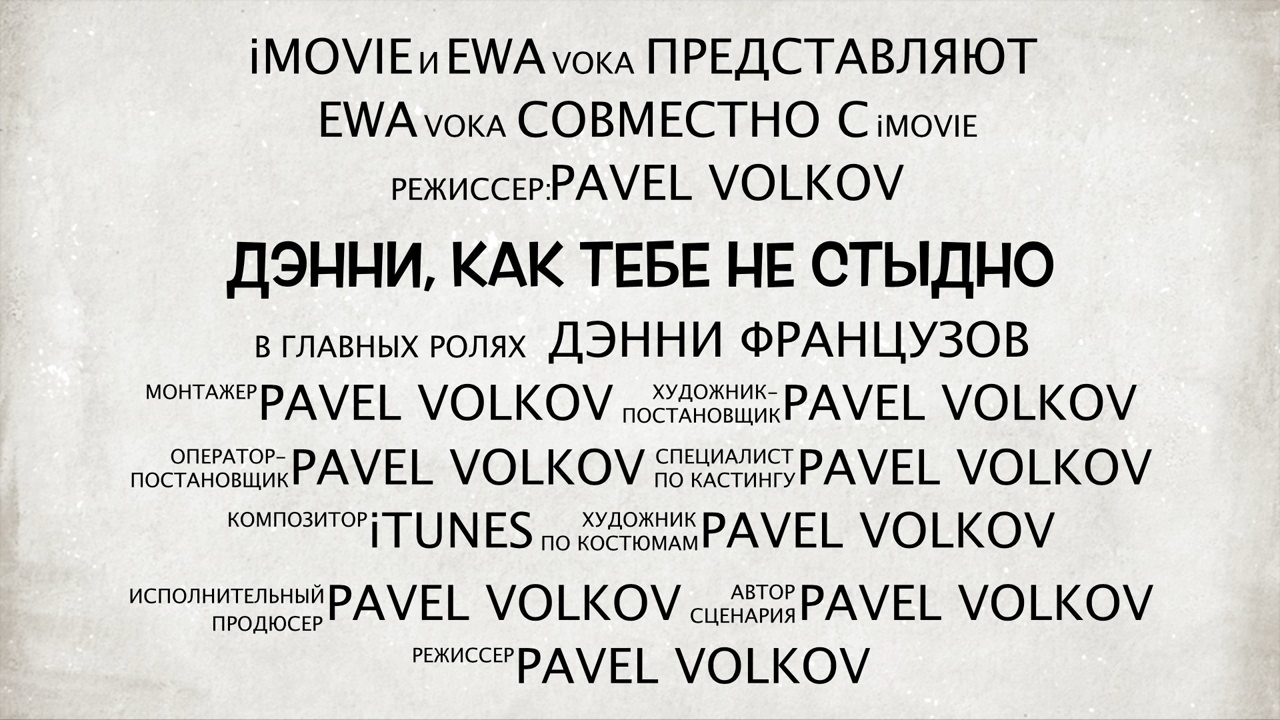 iMOVIE И EWA VOKA ПРЕДСТАВЛЯЮТ
EWA VOKA СОВМЕСТНО С iMOVIE
РЕЖИССЕР:PAVEL VOLKOV
ДЭННИ, КАК ТЕБЕ НЕ СТЫДНО
В ГЛАВНЫХ РОЛЯХ ДЭННИ ФРАНЦУЗОВ
МОНТАЖЕР PAVEL VOLKOV ХУДОЖНИК-ПОСТАНОВЩИК PAVEL VOLKOV
ОПЕРАТОР-ПОСТАНОВЩИК PAVEL VOLKOV СПЕЦИАЛИСТ ПО КАСТИНГУ PAVEL VOLKOV
КОМПОЗИТОР iTUNES ХУДОЖНИК ПО КОСТЮМАМ PAVEL VOLKOV
ИСПОЛНИТЕЛЬНЫЙ ПРОДЮСЕР PAVEL VOLKOV АВТОР СЦЕНАРИЯ PAVEL VOLKOV
РЕЖИССЕР PAVEL VOLKOV